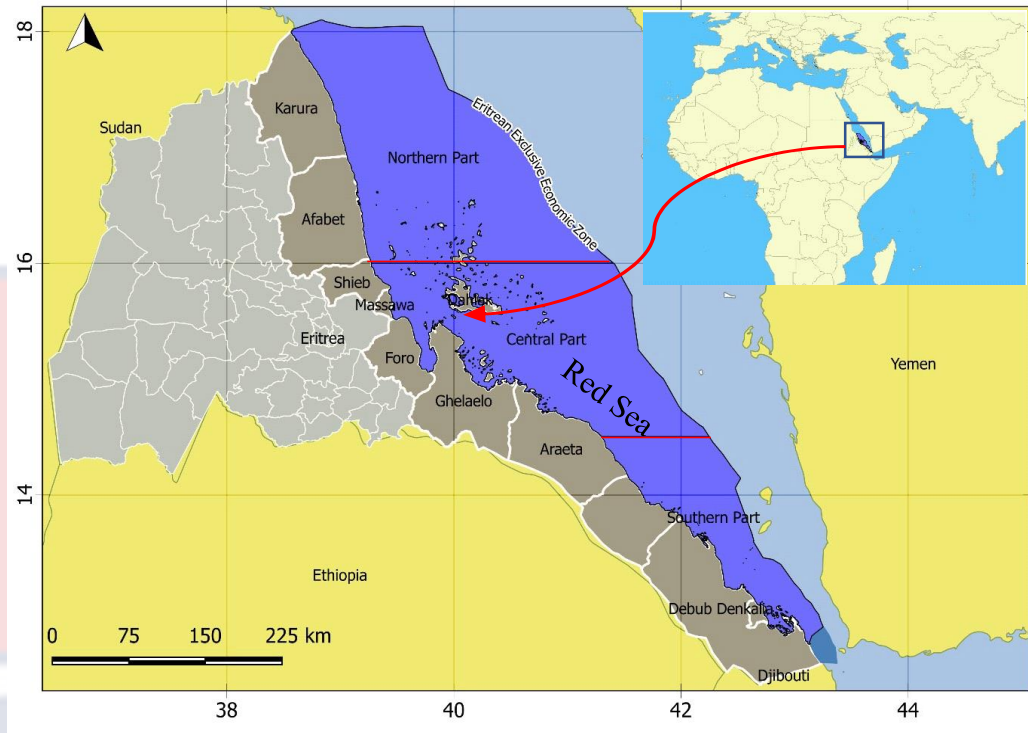 18
Sudan
Karura
Northern Part
Eritrean Exclusive Economic Zone
Afabet
16
Shieb
Massawa
Eritrea
Central Part
Foro
Yemen
Red Sea
Ghelaelo
Araeta
14
Southern Part
Ethiopia
Debub Denkalia
0 75 150 225 km
Djibouti
38 40 42 44